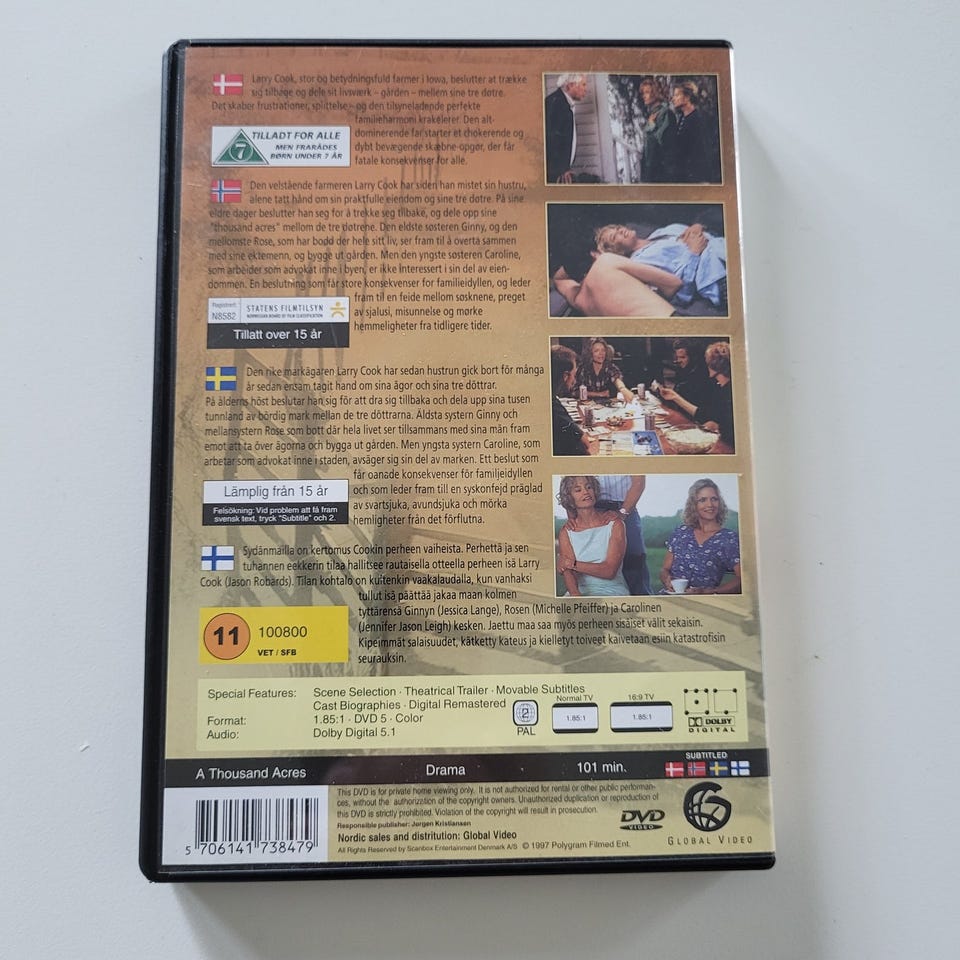 Larry Cook, stor og betydningsfuld farmer i Iowa, beslutter at trække
sig tilbage og dele sit livsværk – gården – mellem sine tre døtre.
Det skaber frustrationer, splittelse – og den tilsyneladende perfekte
familieharmoni krakelerer. Den alt-
dominerende far starter et chokerende og
dybt bevægende skæbne-opgør, der får
fatale konsekvenser for alle.
7
TILLADT FOR ALLE
MEN FRARÅDES
BØRN UNDER 7 ÅR
Den velstående farmeren Larry Cook har siden han mistet sin hustru,
alene tatt hånd om sin praktfulle eiendom og sine tre døtre. På sine
eldre dager beslutter han seg for å trekke seg tilbake, og dele opp sine
"thousand acres" mellom de tre døtrene. Den eldste søsteren Ginny, og den
mellomste Rose, som har bodd der hele sitt liv, ser fram til å overta sammen
med sine ektemenn, og bygge ut gården. Men den yngste søsteren Caroline,
som arbeider som advokat inne i byen, er ikke interessert i sin del av eien-
dommen. En beslutning som får store konsekvenser for familieidyllen, og leder
fram til en feide mellom søsknene, preget
av sjalusi, misunnelse og mørke
hemmeligheter fra tidligere tider.
Registrert:
N8582
STATENS FILMTILSYN
NORWEGIAN BOARD OF FILM CLASSIFICATION
Tillatt over 15 år
Den rike markägaren Larry Cook har sedan hustrun gick bort för många
år sedan ensam tagit hand om sina ägor och sina tre döttrar.
På ålderns höst beslutar han sig för att dra sig tillbaka och dela upp sina tusen
tunnland av bördig mark mellan de tre döttrarna. Äldsta systern Ginny och
mellansystern Rose som bott där hela livet ser tillsammans med sina män fram
emot att ta över ägorna och bygga ut gården. Men yngsta systern Caroline, som
arbetar som advokat inne i staden, avsäger sig sin del av marken. Ett beslut som
får oanade konsekvenser för familjeidyllen
och som leder fram till en syskonfejd präglad
av svartsjuka, avundsjuka och mörka
hemligheter från det förflutna.
Lämplig från 15 år
Felsökning: Vid problem att få fram
svensk text, tryck "Subtitle" och 2.
Sydänmailla on kertomus Cookin perheen vaiheista. Perhettä ja sen
tuhannen eekkerin tilaa hallitsee rautaisella otteella perheen isä Larry
Cook (Jason Robards). Tilan kohtalo on kuitenkin vaakalaudalla, kun vanhaksi
tullut isä päättää jakaa maan kolmen
tyttärensä Ginnyn (Jessica Lange), Rosen (Michelle Pfeiffer) ja Carolinen
(Jennifer Jason Leigh) kesken. Jaettu maa saa myös perheen sisäiset välit sekaisin.
Kipeimmät salaisuudet, kätketty kateus ja kielletyt toiveet kaivetaan esiin katastrofisin
seurauksin.
11
100800
VET / SFB
Special Features: Scene Selection · Theatrical Trailer · Movable Subtitles
Cast Biographies · Digital Remastered
Format: 1.85:1 · DVD 5 · Color
Audio: Dolby Digital 5.1
2
PAL
Normal TV
1.85:1
16:9 TV
1.85:1
DOLBY
DIGITAL
A Thousand Acres Drama 101 min.
SUBTITLED
This DVD is for private home viewing only. It is not authorized for rental or other public performan-
ces, without the authorization of the copyright owners. Unauthorized duplication or reproduction of
this DVD is strictly prohibited. Violation of the copyright will result in prosecution.
Responsible publisher: Jørgen Kristiansen
Nordic sales and distritution: Global Video
All Rights Reserved by Scanbox Entertainment Denmark A/S © 1997 Polygram Filmed Ent.
DVD
VIDEO
GLOBAL VIDEO
5 706141 738479